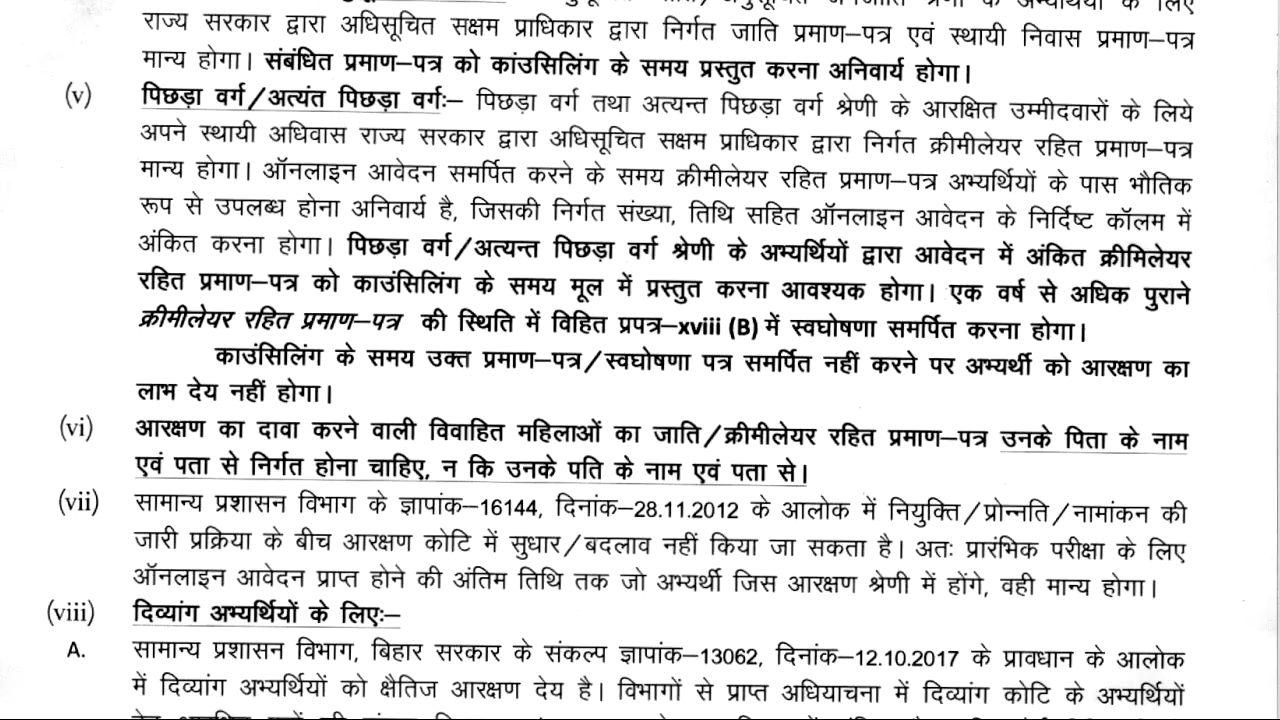 राज्य सरकार द्वारा अधिसूचित सक्षम प्राधिकार द्वारा निर्गत जाति प्रमाण–पत्र एवं स्थायी निवास प्रमाण–पत्र
मान्य होगा। संबंधित प्रमाण–पत्र को कांउसिलिंग के समय प्रस्तुत करना अनिवार्य होगा।
(v) पिछड़ा वर्ग/अत्यंत पिछड़ा वर्गः– पिछड़ा वर्ग तथा अत्यन्त पिछड़ा वर्ग श्रेणी के आरक्षित उम्मीदवारों के लिये
अपने स्थायी अधिवास राज्य सरकार द्वारा अधिसूचित सक्षम प्राधिकार द्वारा निर्गत क्रीमीलेयर रहित प्रमाण–पत्र
मान्य होगा। ऑनलाइन आवेदन समर्पित करने के समय क्रीमीलेयर रहित प्रमाण–पत्र अभ्यर्थियों के पास भौतिक
रूप से उपलब्ध होना अनिवार्य है, जिसकी निर्गत संख्या, तिथि सहित ऑनलाइन आवेदन के निर्दिष्ट कॉलम में
अंकित करना होगा। पिछड़ा वर्ग/अत्यन्त पिछड़ा वर्ग श्रेणी के अभ्यर्थियों द्वारा आवेदन में अंकित क्रीमिलेयर
रहित प्रमाण–पत्र को काउंसिलिंग के समय मूल में प्रस्तुत करना आवश्यक होगा। एक वर्ष से अधिक पुराने
क्रीमीलेयर रहित प्रमाण–पत्र की स्थिति में विहित प्रपत्र–xviii (B) में स्वघोषणा समर्पित करना होगा।
काउंसिलिंग के समय उक्त प्रमाण–पत्र/स्वघोषणा पत्र समर्पित नहीं करने पर अभ्यर्थी को आरक्षण का
लाभ देय नहीं होगा।
(vi) आरक्षण का दावा करने वाली विवाहित महिलाओं का जाति/क्रीमीलेयर रहित प्रमाण–पत्र उनके पिता के नाम
एवं पता से निर्गत होना चाहिए, न कि उनके पति के नाम एवं पता से।
(vii) सामान्य प्रशासन विभाग के ज्ञापांक–16144, दिनांक–28.11.2012 के आलोक में नियुक्ति/प्रोन्नति/नामांकन की
जारी प्रक्रिया के बीच आरक्षण कोटि में सुधार/बदलाव नहीं किया जा सकता है। अतः प्रारंभिक परीक्षा के लिए
ऑनलाइन आवेदन प्राप्त होने की अंतिम तिथि तक जो अभ्यर्थी जिस आरक्षण श्रेणी में होंगे, वही मान्य होगा।
(viii) दिव्यांग अभ्यर्थियों के लिएः–
A. सामान्य प्रशासन विभाग, बिहार सरकार के संकल्प ज्ञापांक–13062, दिनांक–12.10.2017 के प्रावधान के आलोक
में दिव्यांग अभ्यर्थियों को क्षैतिज आरक्षण देय है। विभागों से प्राप्त अधियाचना में दिव्यांग कोटि के अभ्यर्थियों